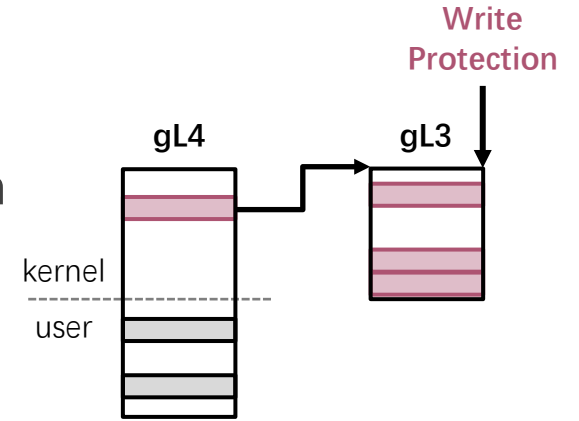 Write
Protection
gL4
gL3
kernel
user